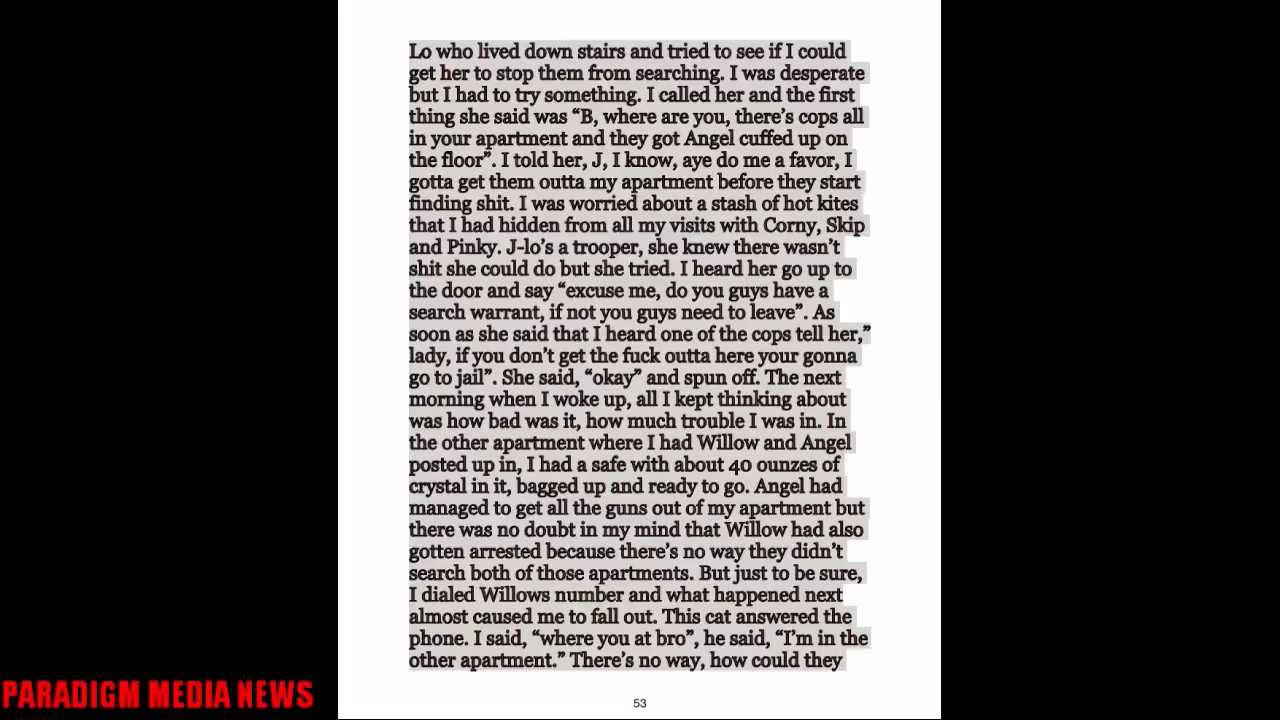 Lo who lived down stairs and tried to see if I could
get her to stop them from searching. I was desperate
but I had to try something. I called her and the first
thing she said was “B, where are you, there’s cops all
in your apartment and they got Angel cuffed up on
the floor”. I told her, J, I know, aye do me a favor, I
gotta get them outta my apartment before they start
finding shit. I was worried about a stash of hot kites
that I had hidden from all my visits with Corny, Skip
and Pinky. J-lo’s a trooper, she knew there wasn’t
shit she could do but she tried. I heard her go up to
the door and say “excuse me, do you guys have a
search warrant, if not you guys need to leave”. As
soon as she said that I heard one of the cops tell her,”
lady, if you don’t get the fuck outta here your gonna
go to jail”. She said, “okay” and spun off. The next
morning when I woke up, all I kept thinking about
was how bad was it, how much trouble I was in. In
the other apartment where I had Willow and Angel
posted up in, I had a safe with about 40 ounzes of
crystal in it, bagged up and ready to go. Angel had
managed to get all the guns out of my apartment but
there was no doubt in my mind that Willow had also
gotten arrested because there’s no way they didn’t
search both of those apartments. But just to be sure,
I dialed Willows number and what happened next
almost caused me to fall out. This cat answered the
phone. I said, “where you at bro”, he said, “I’m in the
other apartment.” There’s no way, how could they
53
PARADIGM MEDIA NEWS